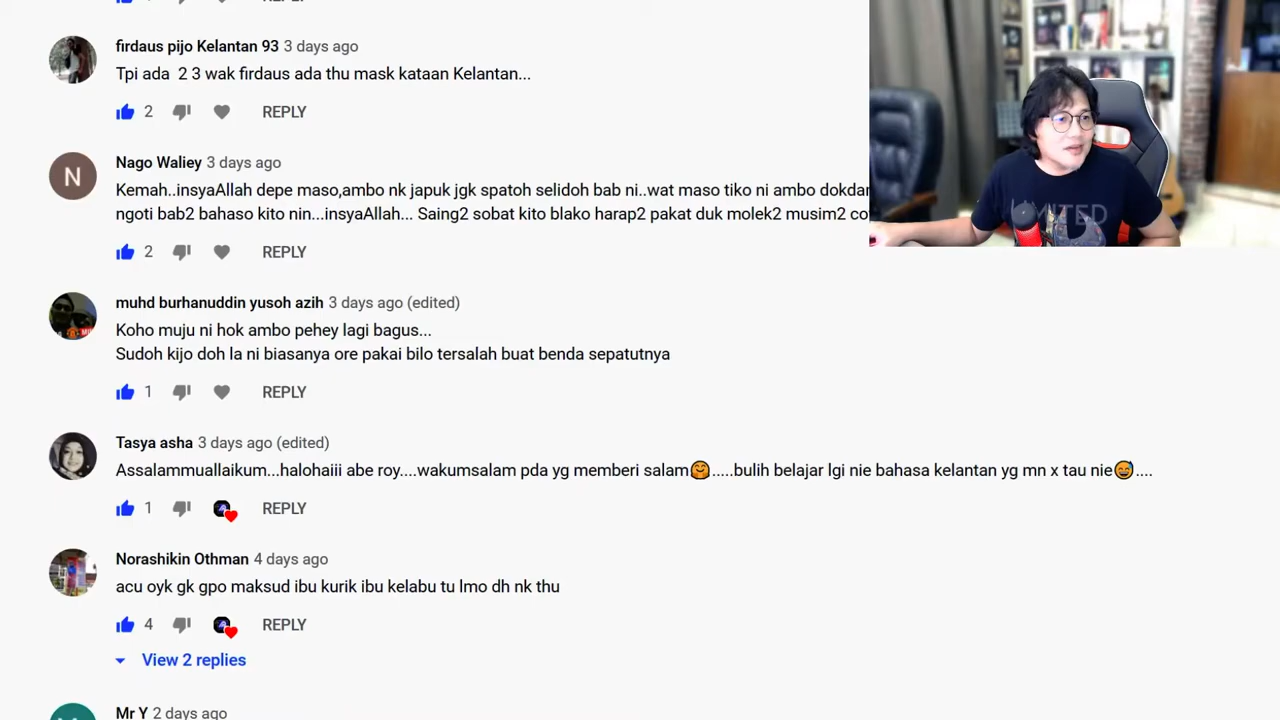 REPLY
firdaus pijo Kelantan 93 3 days ago
Tpi ada 2 3 wak firdaus ada thu mask kataan Kelantan...
2 REPLY
N
Nago Waliey 3 days ago
Kemah..insyaAllah depe maso,ambo nk japuk jgk spatoh selidoh bab ni..wat maso tiko ni ambo dokdan
ngoti bab2 bahaso kito nin...insyaAllah... Saing2 sobat kito blako harap2 pakat duk molek2 musim2
2 REPLY
muhd burhanuddin yusoh azih 3 days ago (edited)
Koho muju ni hok ambo pehey lagi bagus...
Sudoh kijo doh la ni biasanya ore pakai bilo tersalah buat benda sepatutnya
1 REPLY
Tasya asha 3 days ago (edited)
Assalammuallaikum...halohaiii abe roy....wakumsalam pda yg memberi salam🤗.....bulih belajar lgi nie bahasa kelantan yg mn x tau nie😅....
1 REPLY
Norashikin Othman 4 days ago
acu oyk gk gpo maksud ibu kurik ibu kelabu tu lmo dh nk thu
4 REPLY
View 2 replies
Mr Y 2 days ago